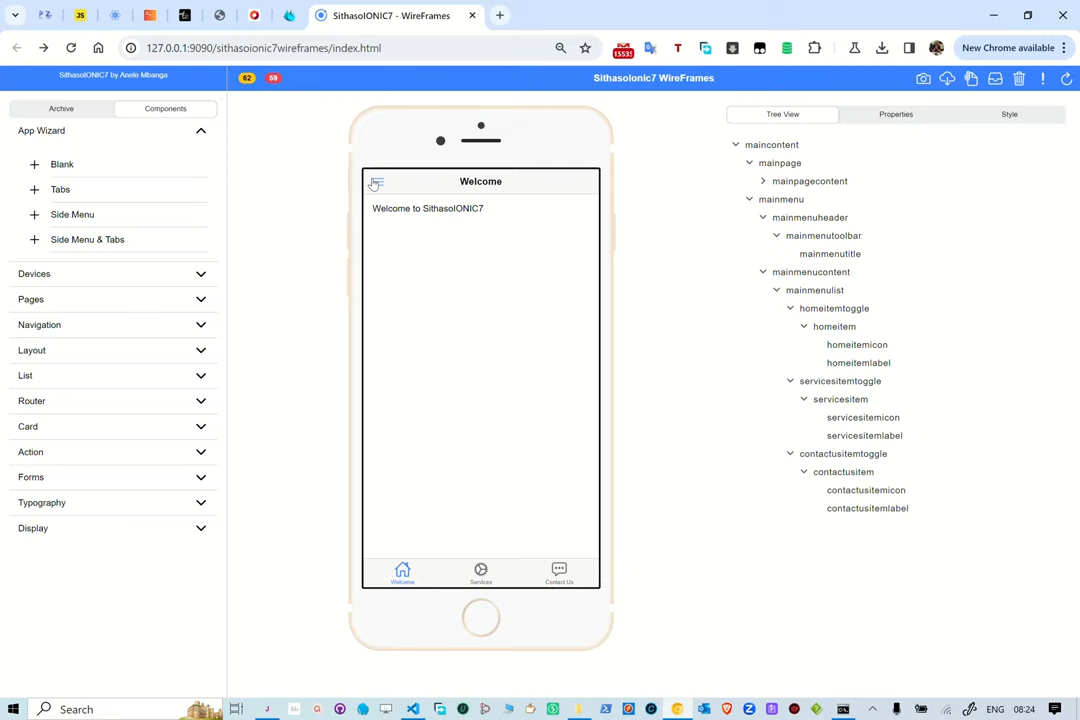 SithasoIONIC7 - WireFrames
127.0.0.1:9090/sithasoionic7wireframes/index.html
15531
New Chrome available
SithasoIONIC7 by Anele Mbanga
62
59
SithasoIonic7 WireFrames
Archive
Components
App Wizard
Blank
Tabs
Side Menu
Side Menu & Tabs
Devices
Pages
Navigation
Layout
List
Router
Card
Action
Forms
Typography
Display
Welcome
Welcome to SithasoIONIC7
Welcome
Services
Contact Us
Tree View
Properties
Style
maincontent
mainpage
mainpagecontent
mainmenu
mainmenuheader
mainmenutoolbar
mainmenutitle
mainmenucontent
mainmenulist
homeitemtoggle
homeitem
homeitemicon
homeitemlabel
servicesitemtoggle
servicesitem
servicesitemicon
servicesitemlabel
contactusitemtoggle
contactusitem
contactusitemicon
contactusitemlabel
Search
ENG
08:24